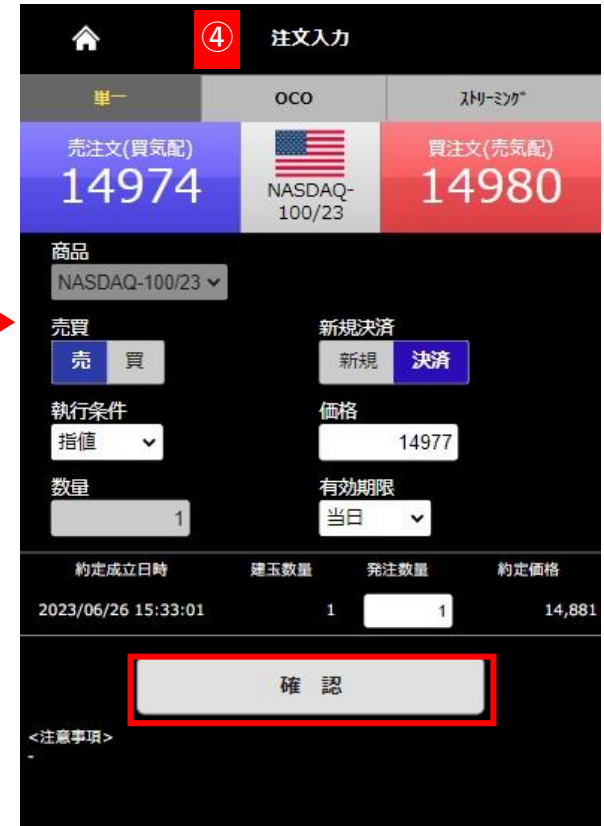 ④ 注文入力
単一 OCO ｽﾄﾘｰﾐﾝｸﾞ
売注文(買気配) 買注文(売気配)
14974 NASDAQ- 14980
100/23
商品
NASDAQ-100/23
売買 新規決済
売 買 新規 決済
執行条件 価格
指値 14977
数量 有効期限
1 当日
約定成立日時 建玉数量 発注数量 約定価格
2023/06/26 15:33:01 1 1 14,881
確 認
<注意事項>
-